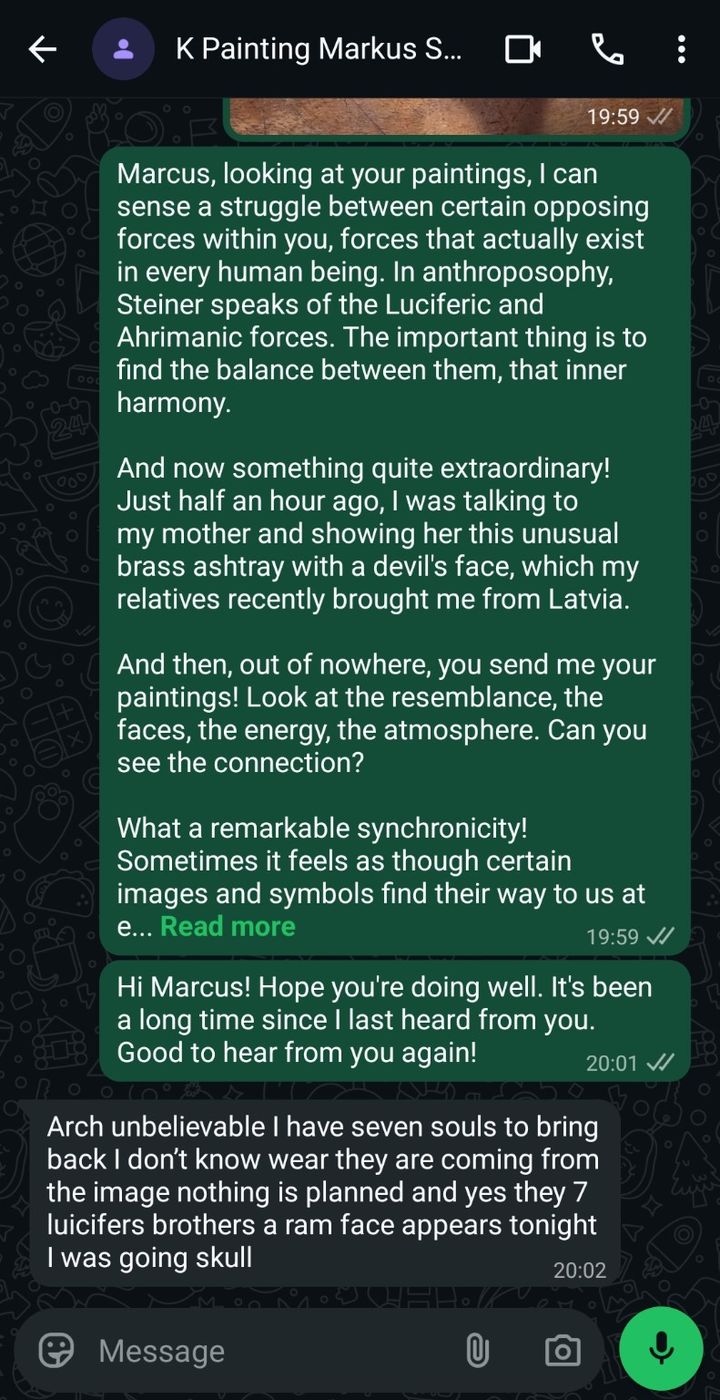 K Painting Markus S...
19:59
Marcus, looking at your paintings, I can
sense a struggle between certain opposing
forces within you, forces that actually exist
in every human being. In anthroposophy,
Steiner speaks of the Luciferic and
Ahrimanic forces. The important thing is to
find the balance between them, that inner
harmony.
And now something quite extraordinary!
Just half an hour ago, I was talking to
my mother and showing her this unusual
brass ashtray with a devil's face, which my
relatives recently brought me from Latvia.
And then, out of nowhere, you send me your
paintings! Look at the resemblance, the
faces, the energy, the atmosphere. Can you
see the connection?
What a remarkable synchronicity!
Sometimes it feels as though certain
images and symbols find their way to us at
e... Read more
19:59
Hi Marcus! Hope you're doing well. It's been
a long time since I last heard from you.
Good to hear from you again!
20:01
Arch unbelievable I have seven souls to bring
back I don’t know wear they are coming from
the image nothing is planned and yes they 7
luicifers brothers a ram face appears tonight
I was going skull
20:02
Message